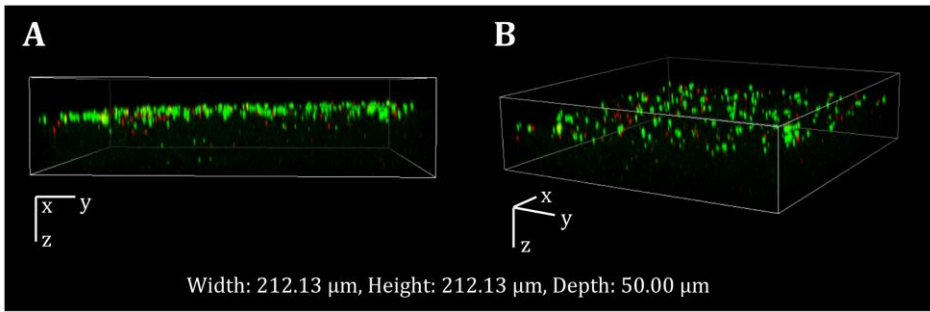 A
B
x y
z
x
y
z
Width: 212.13 μm, Height: 212.13 μm, Depth: 50.00 μm